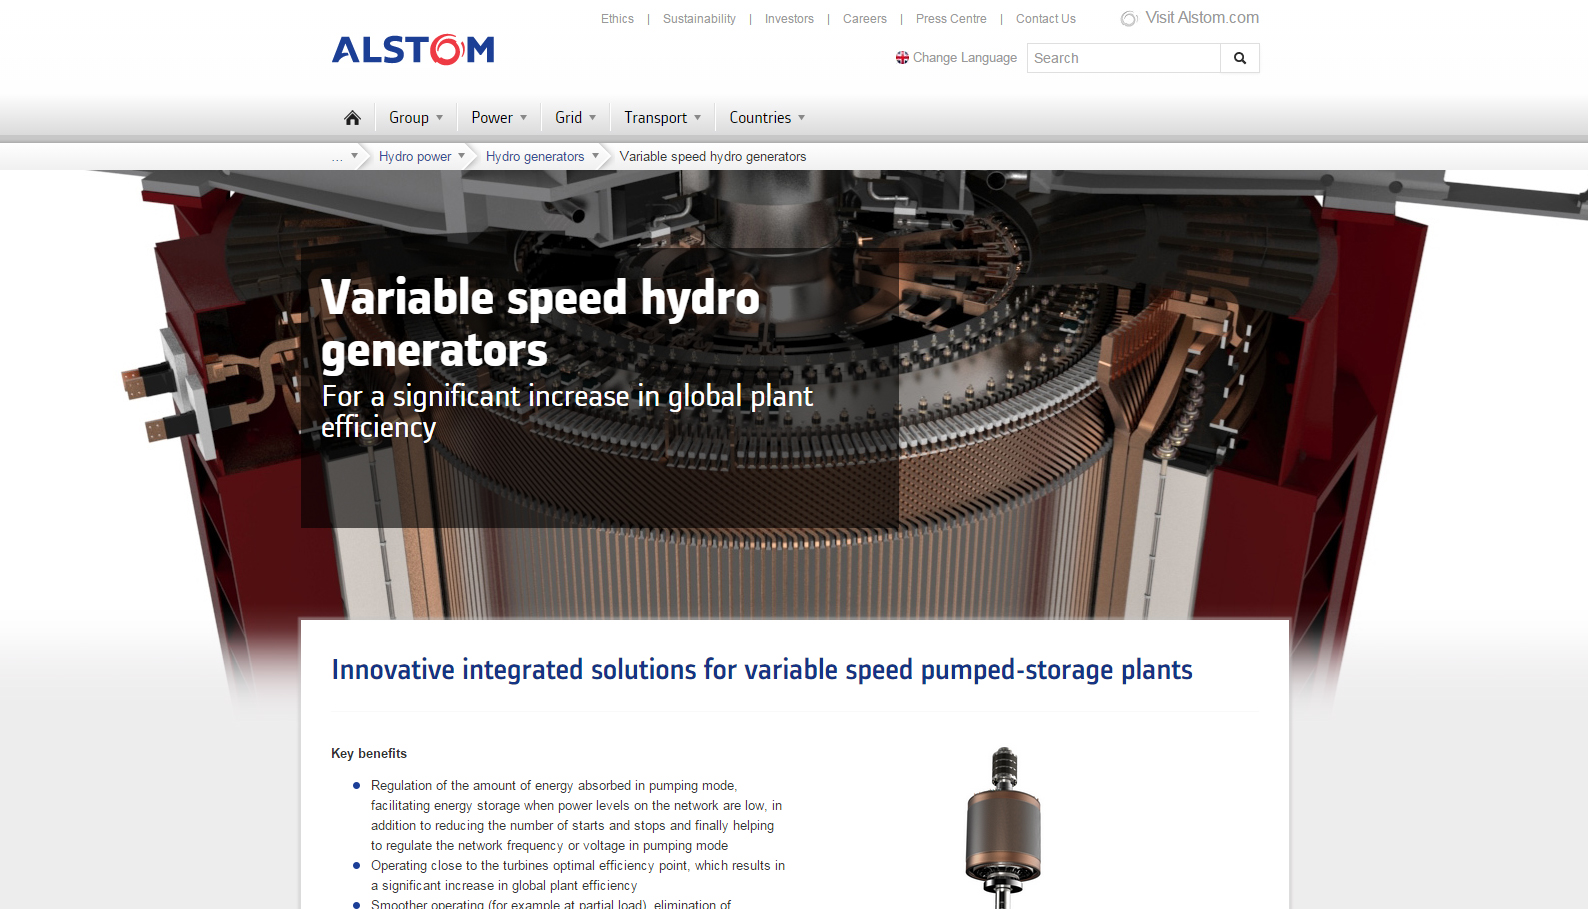 Ethics | Sustainability | Investors | Careers | Press Centre | Contact Us
Visit Alstom.com
ALSTOM
Change Language
Search
Group
Power
Grid
Transport
Countries
... Hydro power Hydro generators Variable speed hydro generators
Variable speed hydro
generators
For a significant increase in global plant
efficiency
Innovative integrated solutions for variable speed pumped-storage plants
Key benefits
Regulation of the amount of energy absorbed in pumping mode,
facilitating energy storage when power levels on the network are low, in
addition to reducing the number of starts and stops and finally helping
to regulate the network frequency or voltage in pumping mode
Operating close to the turbines optimal efficiency point, which results in
a significant increase in global plant efficiency
Smoother operating (for example at partial load), elimination of